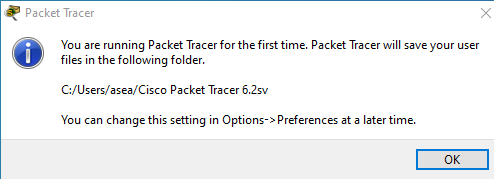 Packet Tracer
You are running Packet Tracer for the first time. Packet Tracer will save your user
files in the following folder.
C:/Users/asea/Cisco Packet Tracer 6.2sv
You can change this setting in Options->Preferences at a later time.
OK